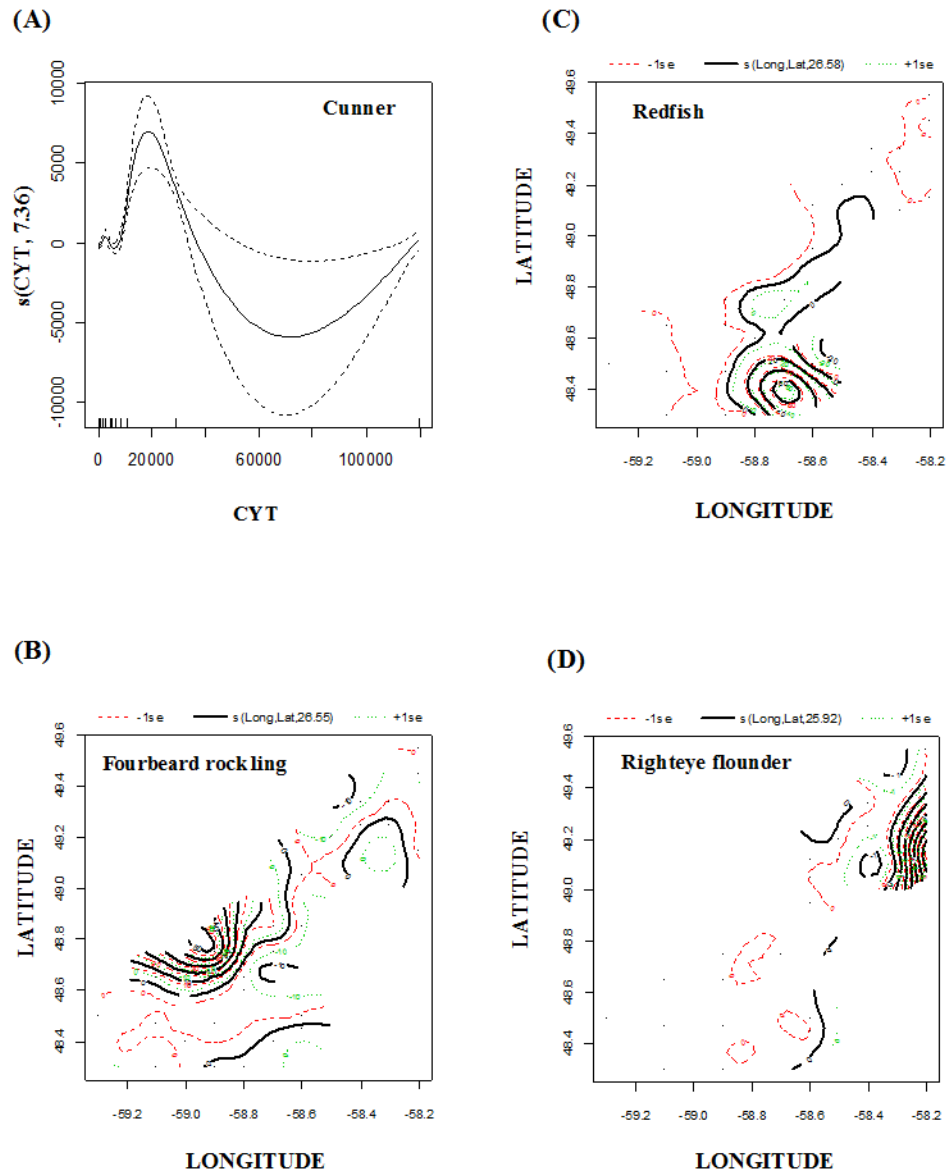 (A)
Cunner
s(CYT, 7.36)
10000
5000
0
-5000
-10000
0 20000 60000 100000
CYT
(C)
-1se s(Long,Lat,26.58) +1se
Redfish
LATITUDE
49.6
49.4
49.2
49.0
48.8
48.6
48.4
-59.2 -59.0 -58.8 -58.6 -58.4 -58.2
LONGITUDE
(B)
-1se s(Long,Lat,26.55) +1se
Fourbeard rockling
LATITUDE
49.6
49.4
49.2
49.0
48.8
48.6
48.4
-59.2 -59.0 -58.8 -58.6 -58.4 -58.2
LONGITUDE
(D)
-1se s(Long,Lat,25.92) +1se
Righteye flounder
LATITUDE
49.6
49.4
49.2
49.0
48.8
48.6
48.4
-59.2 -59.0 -58.8 -58.6 -58.4 -58.2
LONGITUDE